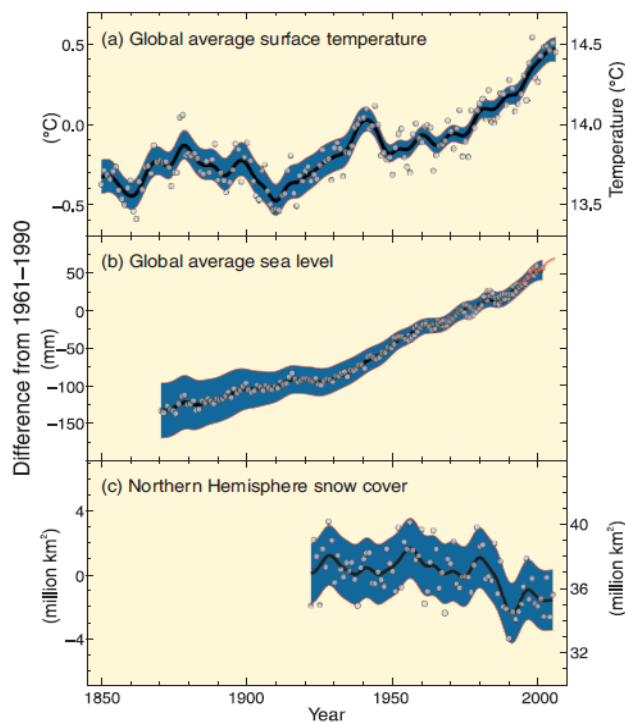 Difference from 1961–1990
(a) Global average surface temperature
(°C)
0.5
0.0
−0.5
Temperature (°C)
14.5
14.0
13.5
(b) Global average sea level
(mm)
50
0
−50
−100
−150
(c) Northern Hemisphere snow cover
(million km²)
4
0
−4
(million km²)
40
36
32
1850
1900
1950
2000
Year